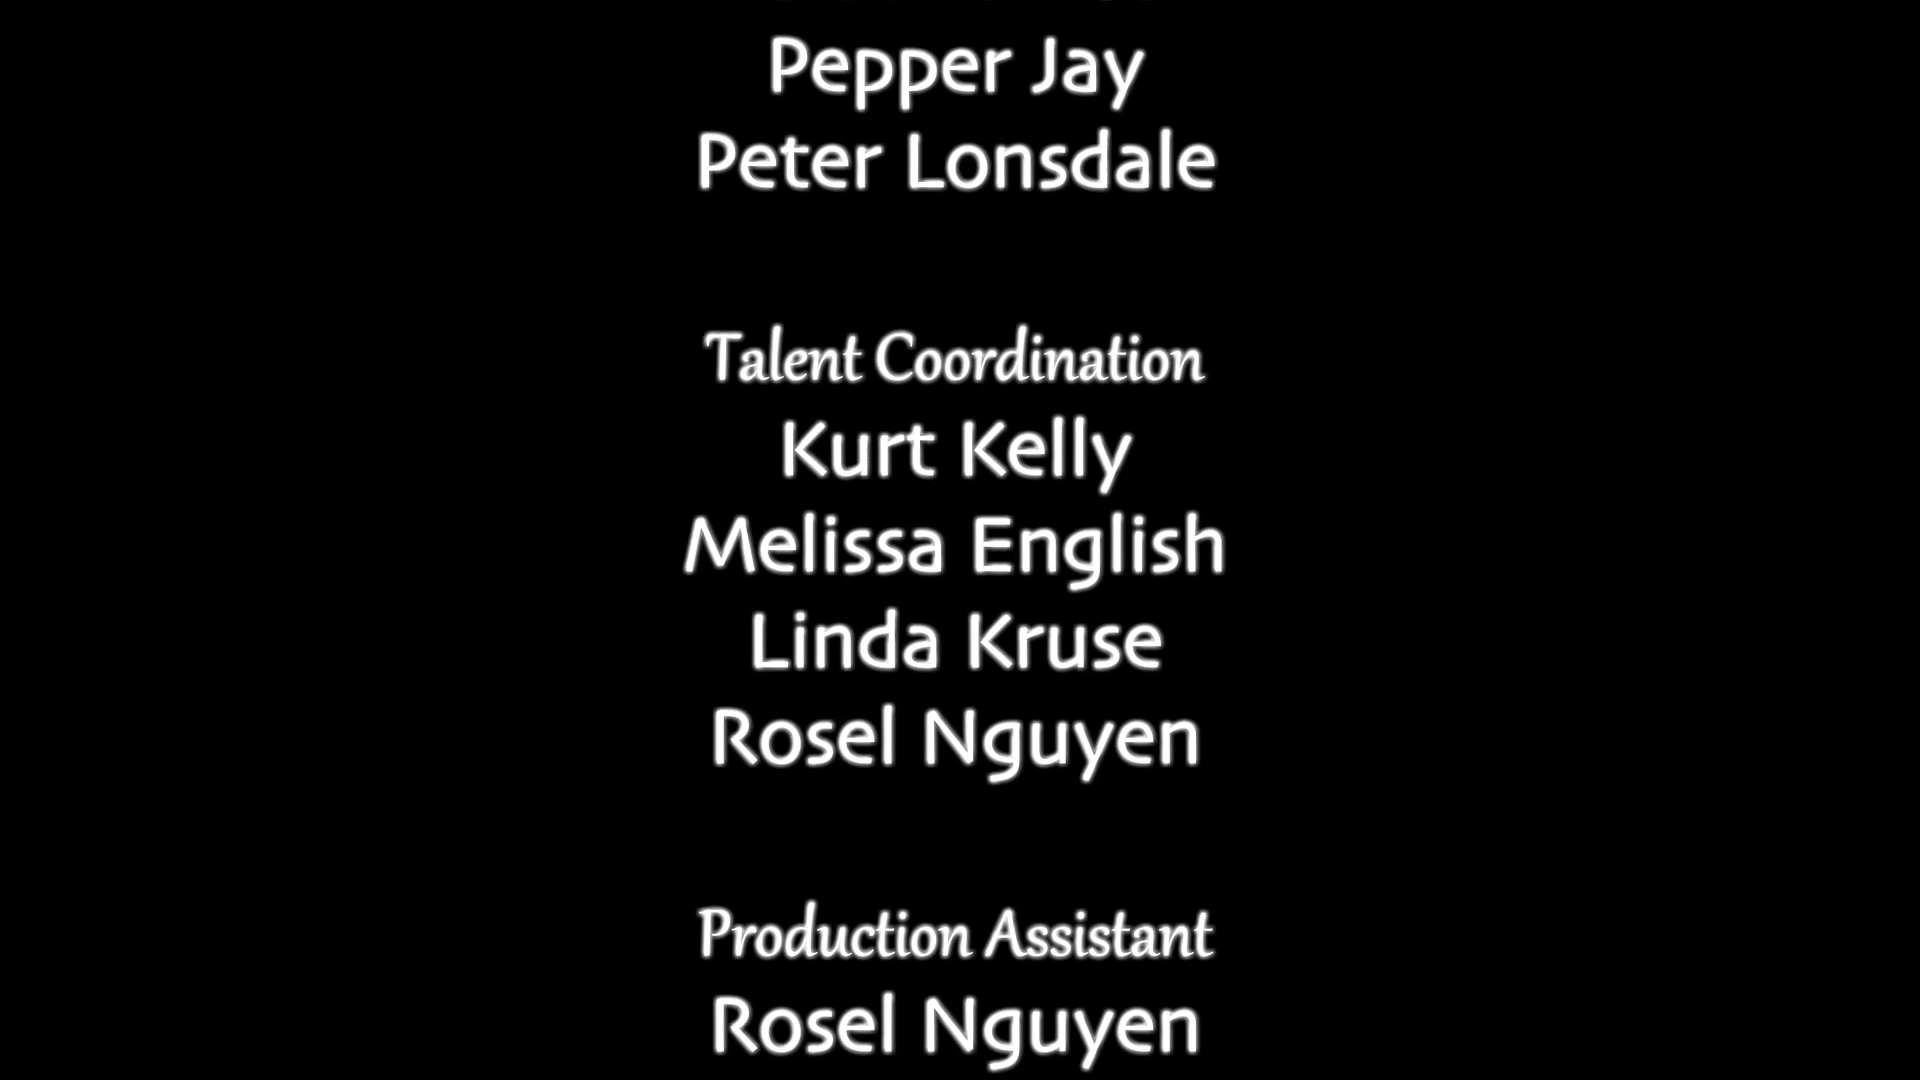 Pepper Jay
Peter Lonsdale
Talent Coordination
Kurt Kelly
Melissa English
Linda Kruse
Rosel Nguyen
Production Assistant
Rosel Nguyen